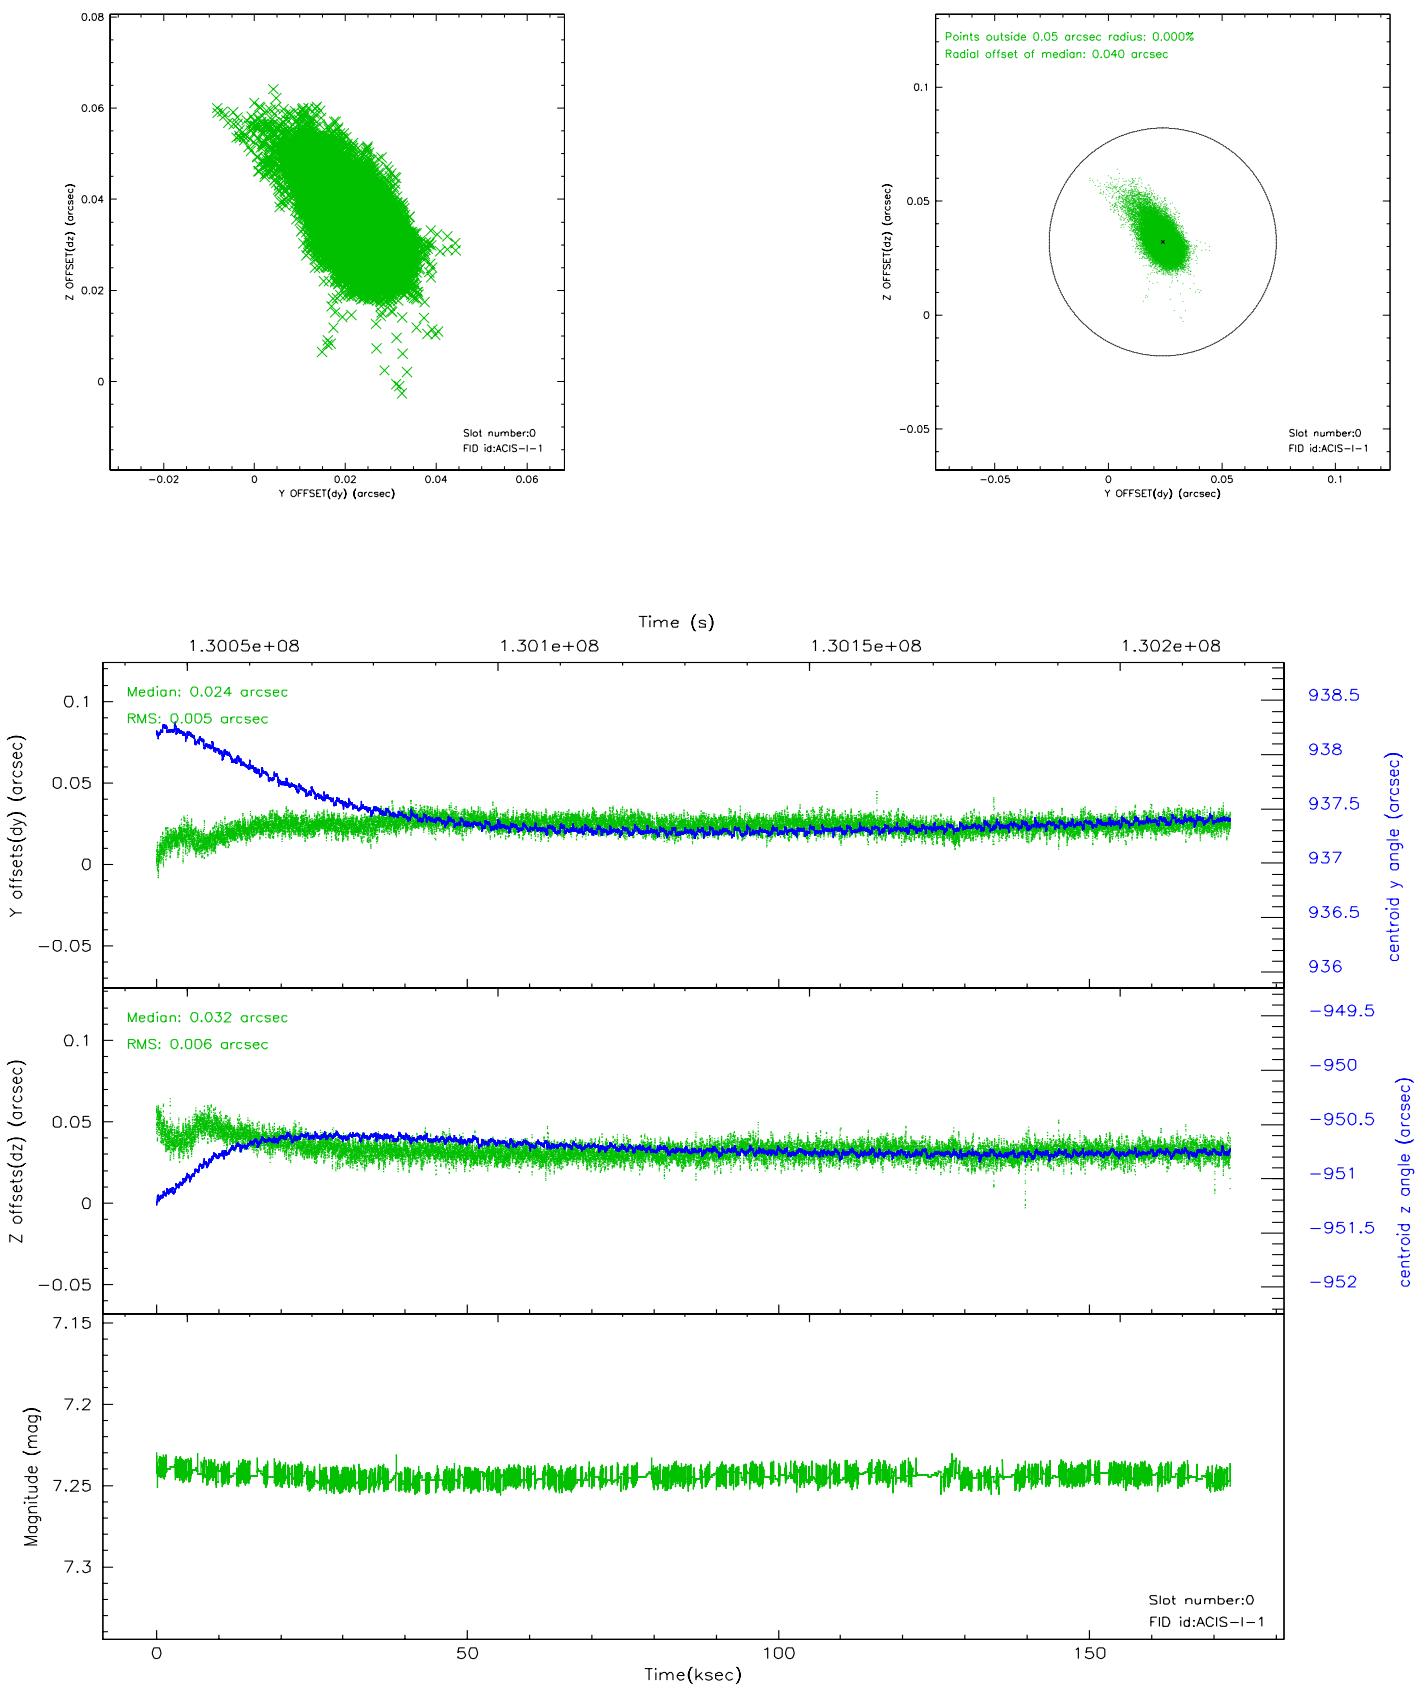 0.08
0.06
0.04
0.02
0
Z OFFSET(dz) (arcsec)
Slot number:0
FID id:ACIS-I-1
-0.02 0 0.02 0.04 0.06
Y OFFSET(dy) (arcsec)
Points outside 0.05 arcsec radius: 0.000%
Radial offset of median: 0.040 arcsec
0.1
0.05
0
-0.05
Z OFFSET(dz) (arcsec)
Slot number:0
FID id:ACIS-I-1
-0.05 0 0.05 0.1
Y OFFSET(dy) (arcsec)
Time (s)
1.3005e+08 1.301e+08 1.3015e+08 1.302e+08
Median: 0.024 arcsec
RMS: 0.005 arcsec
0.1
0.05
0
-0.05
Y offsets(dy) (arcsec)
938.5
938
937.5
937
936.5
936
centroid y angle (arcsec)
Median: 0.032 arcsec
RMS: 0.006 arcsec
0.1
0.05
0
-0.05
Z offsets(dz) (arcsec)
-949.5
-950
-950.5
-951
-951.5
-952
centroid z angle (arcsec)
7.15
7.2
7.25
7.3
Magnitude (mag)
Slot number:0
FID id:ACIS-I-1
0 50 100 150
Time(ksec)